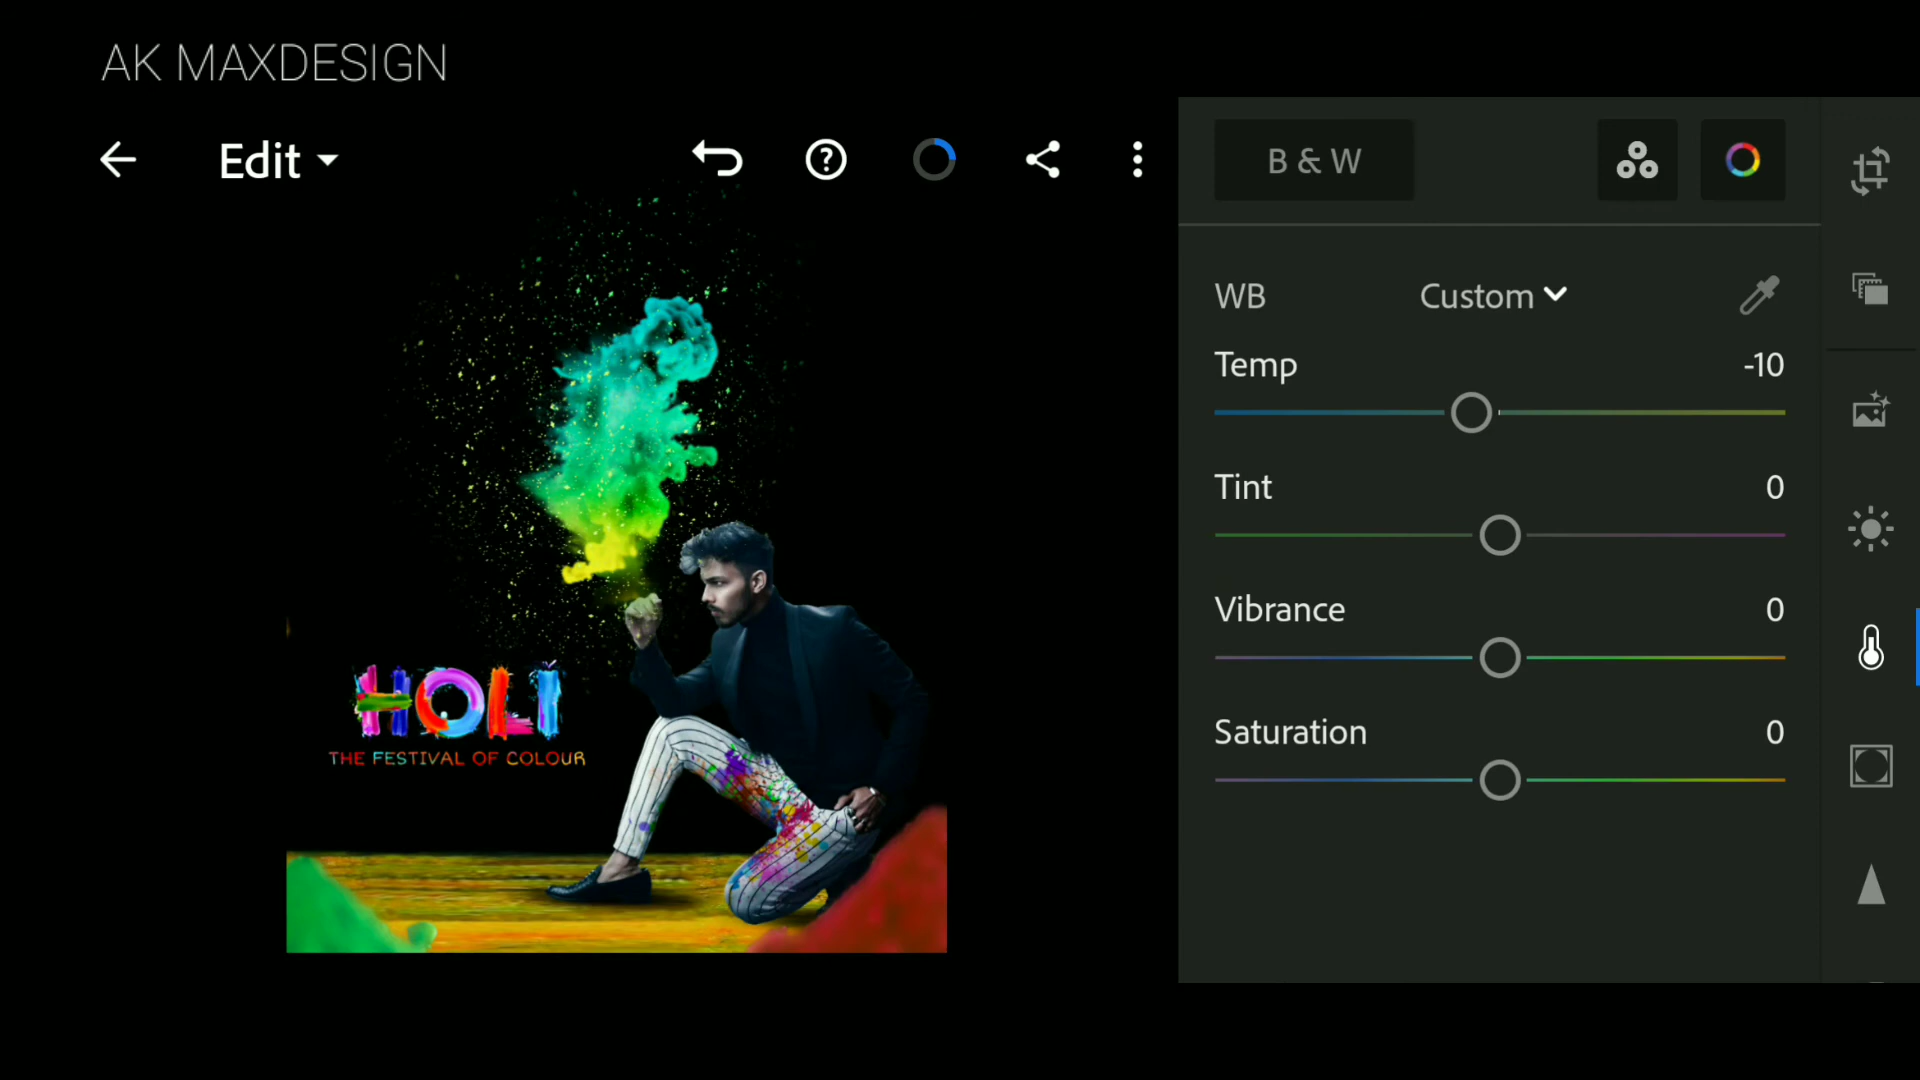 AK MAXDESIGN
Edit
B & W
WB Custom
Temp -10
Tint 0
Vibrance 0
Saturation 0
HOLI
THE FESTIVAL OF COLOUR